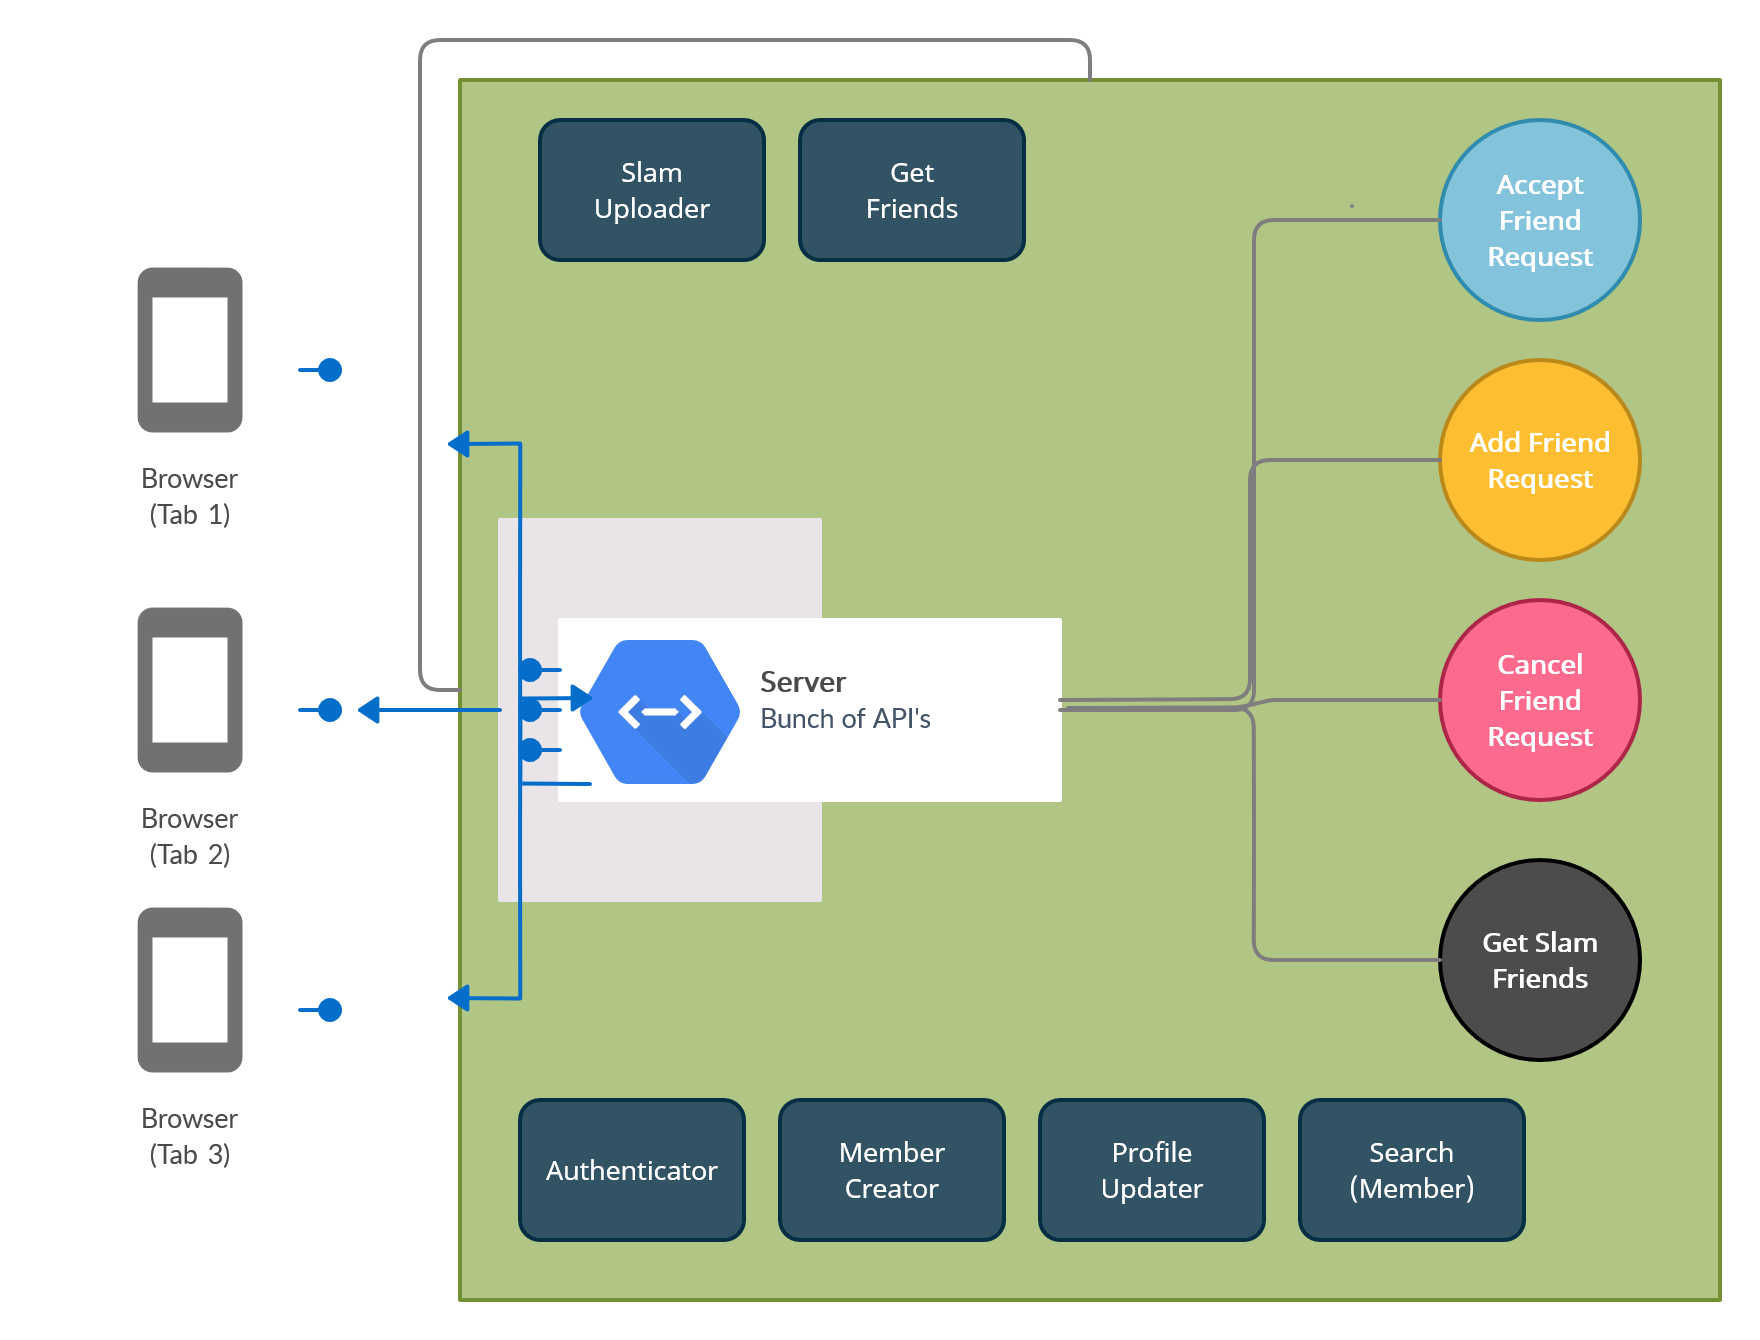 Slam
Uploader
Get
Friends
Accept
Friend
Request
Browser
(Tab 1)
Add Friend
Request
Server
Bunch of API's
Cancel
Friend
Request
Browser
(Tab 2)
Get Slam
Friends
Browser
(Tab 3)
Authenticator
Member
Creator
Profile
Updater
Search
(Member)